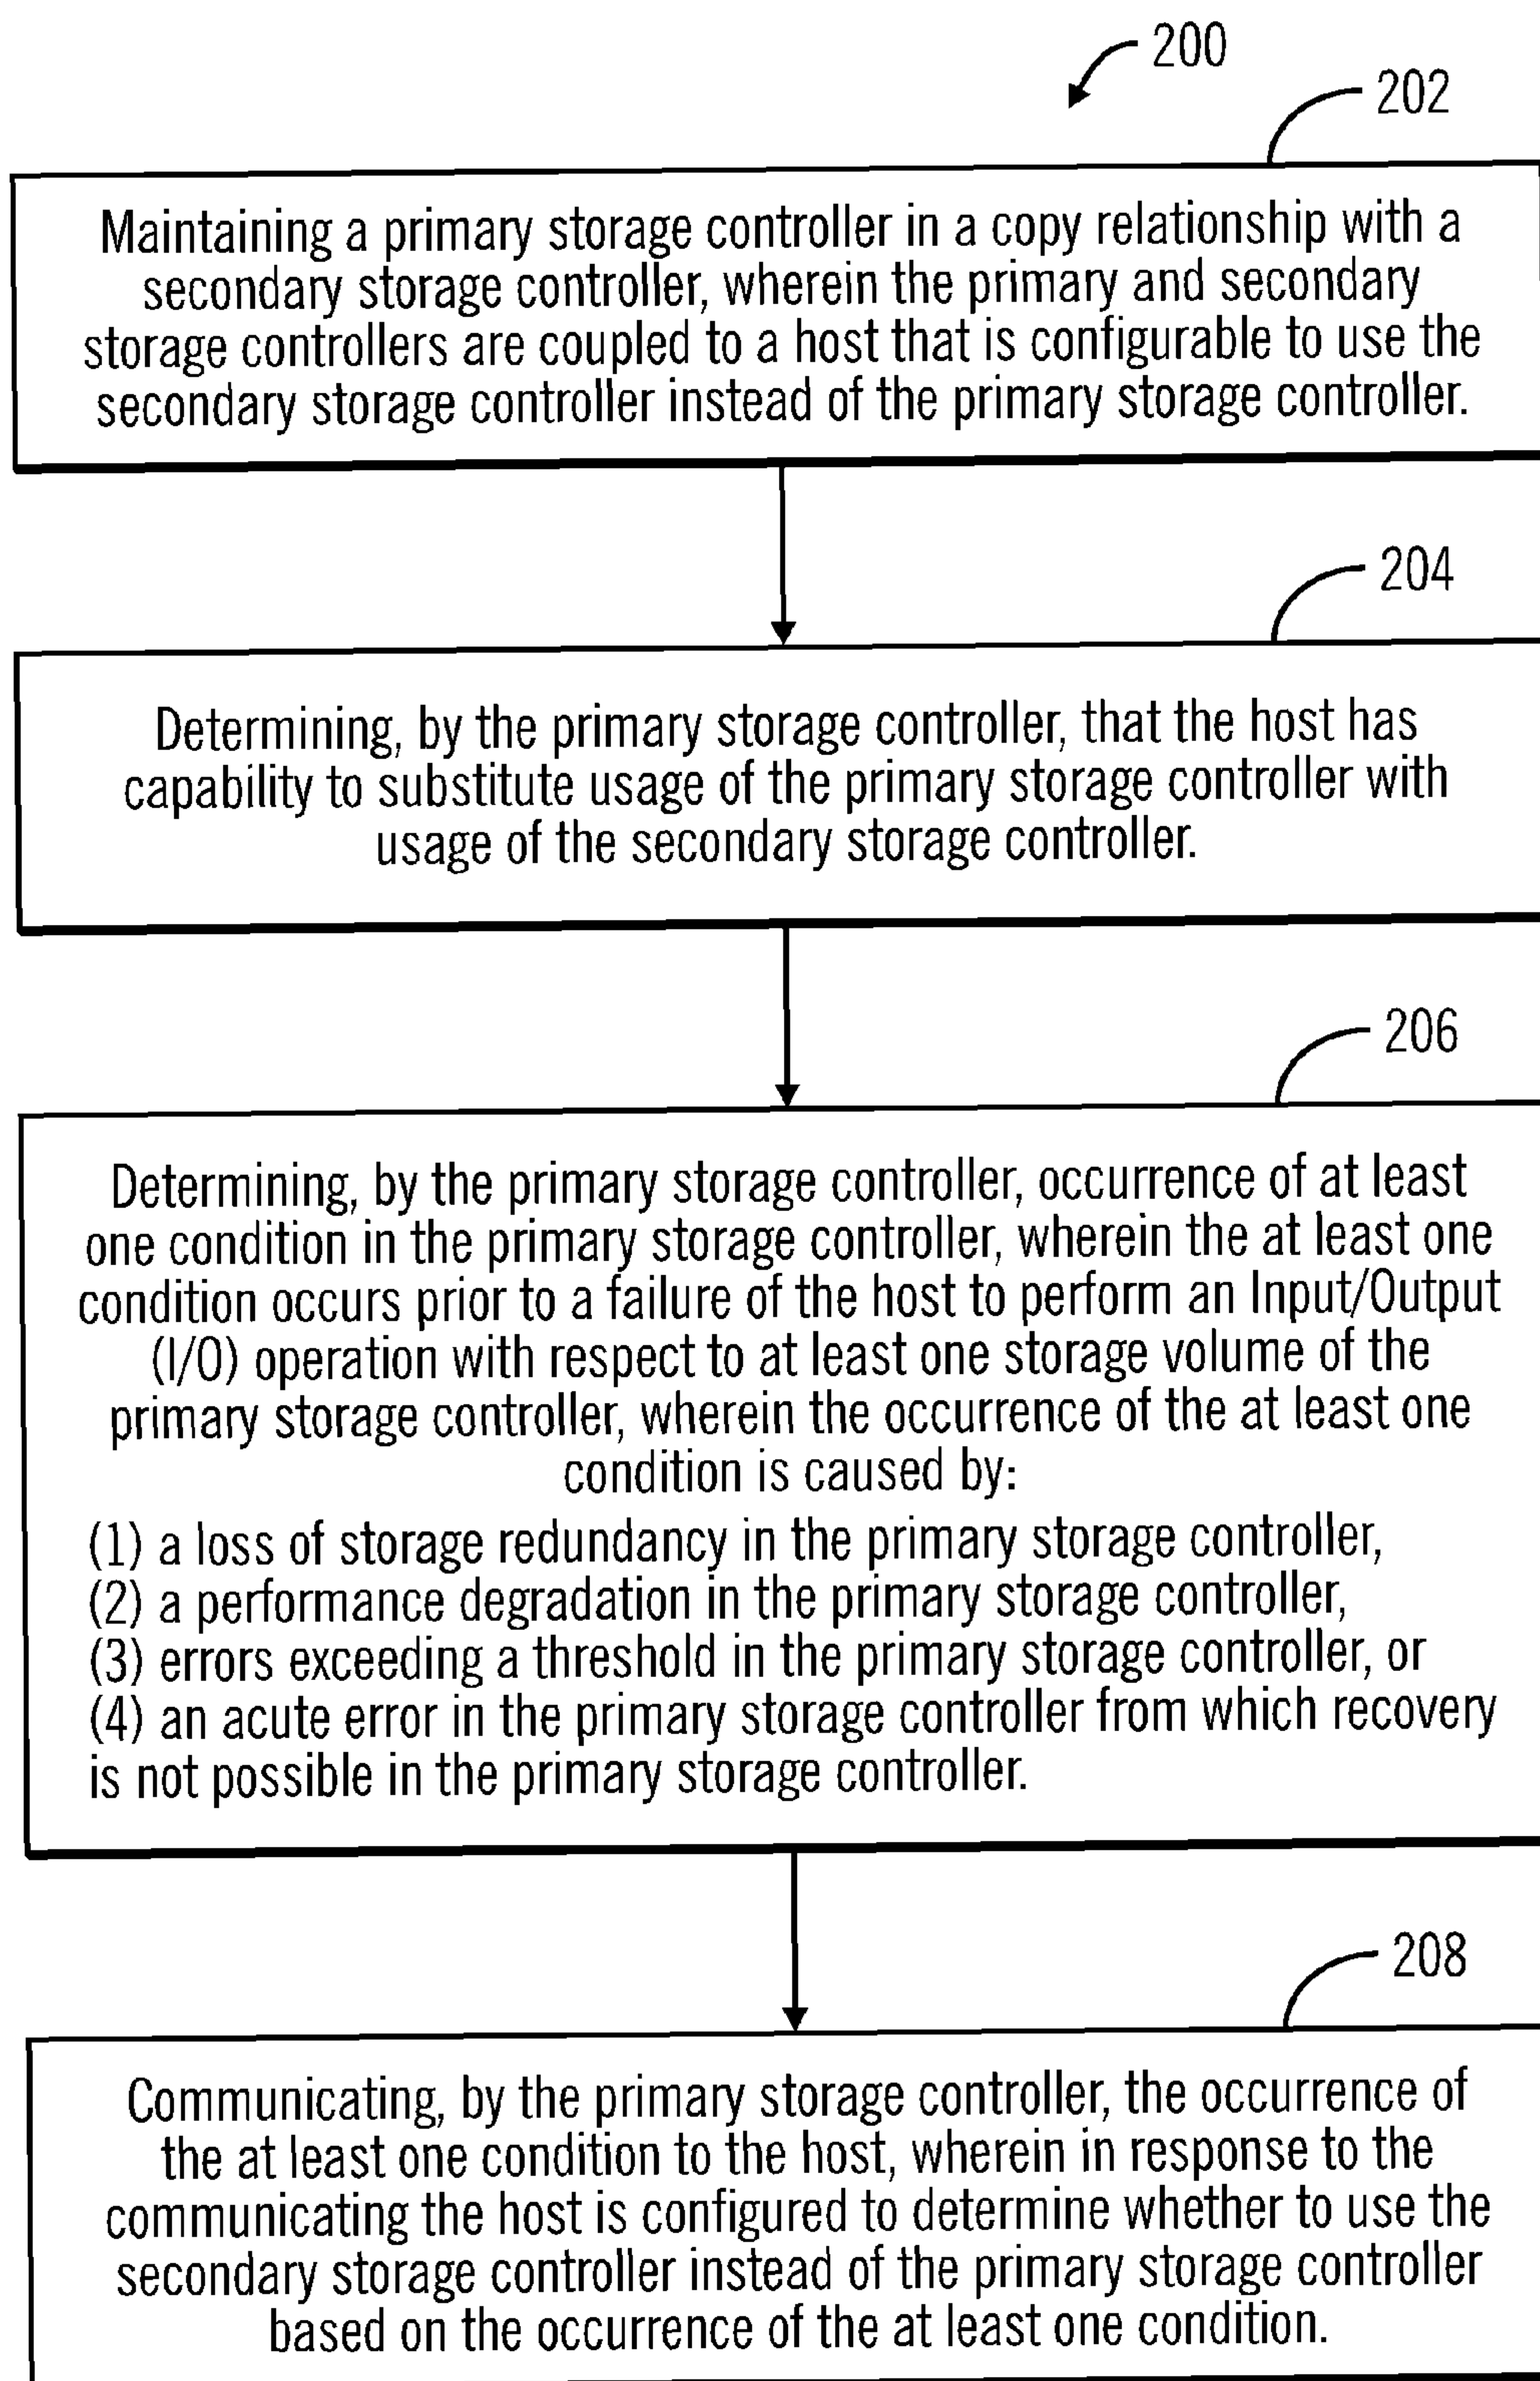 200
202
Maintaining a primary storage controller in a copy relationship with a
secondary storage controller, wherein the primary and secondary
storage controllers are coupled to a host that is configurable to use the
secondary storage controller instead of the primary storage controller.
204
Determining, by the primary storage controller, that the host has
capability to substitute usage of the primary storage controller with
usage of the secondary storage controller.
206
Determining, by the primary storage controller, occurrence of at least
one condition in the primary storage controller, wherein the at least one
condition occurs prior to a failure of the host to perform an Input/Output
(I/O) operation with respect to at least one storage volume of the
primary storage controller, wherein the occurrence of the at least one
condition is caused by:
(1) a loss of storage redundancy in the primary storage controller,
(2) a performance degradation in the primary storage controller,
(3) errors exceeding a threshold in the primary storage controller, or
(4) an acute error in the primary storage controller from which recovery
is not possible in the primary storage controller.
208
Communicating, by the primary storage controller, the occurrence of
the at least one condition to the host, wherein in response to the
communicating the host is configured to determine whether to use the
secondary storage controller instead of the primary storage controller
based on the occurrence of the at least one condition.